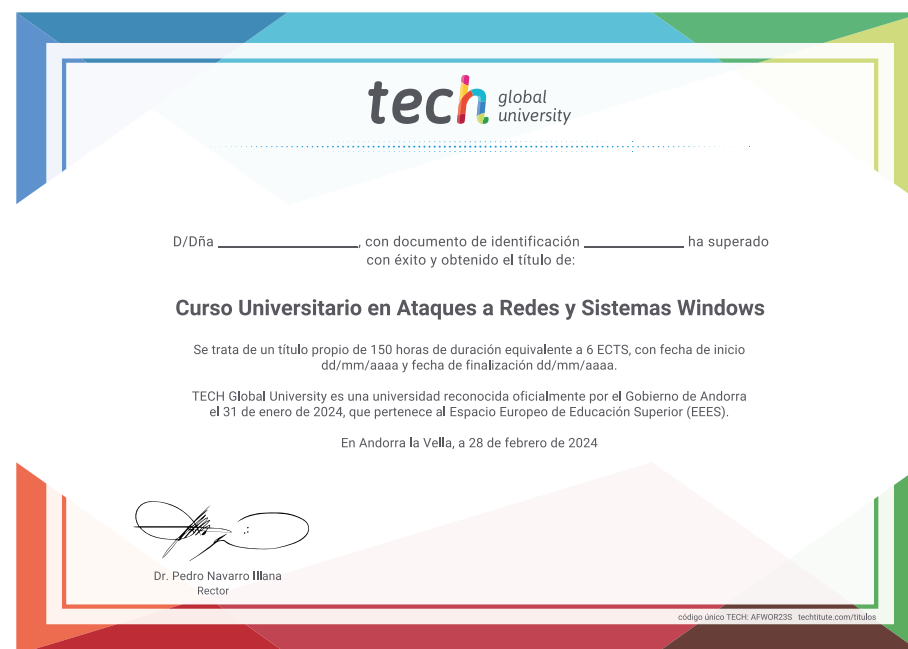 tech global university
D/Dña ____________________, con documento de identificación ______________ ha superado
con éxito y obtenido el título de:
Curso Universitario en Ataques a Redes y Sistemas Windows
Se trata de un título propio de 150 horas de duración equivalente a 6 ECTS, con fecha de inicio
dd/mm/aaaa y fecha de finalización dd/mm/aaaa.
TECH Global University es una universidad reconocida oficialmente por el Gobierno de Andorra
el 31 de enero de 2024, que pertenece al Espacio Europeo de Educación Superior (EEES).
En Andorra la Vella, a 28 de febrero de 2024
Dr. Pedro Navarro Illana
Rector
código único TECH: AFWOR23S techtitute.com/titulos